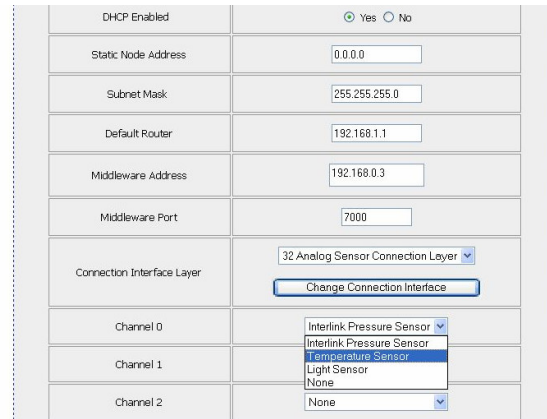 DHCP Enabled Yes No
Static Node Address 0.0.0.0
Subnet Mask 255.255.255.0
Default Router 192.168.1.1
Middleware Address 192.168.0.3
Middleware Port 7000
Connection Interface Layer 32 Analog Sensor Connection Layer
Change Connection Interface
Channel 0 Interlink Pressure Sensor
Interlink Pressure Sensor
Temperature Sensor
Channel 1 Light Sensor
None
Channel 2 None